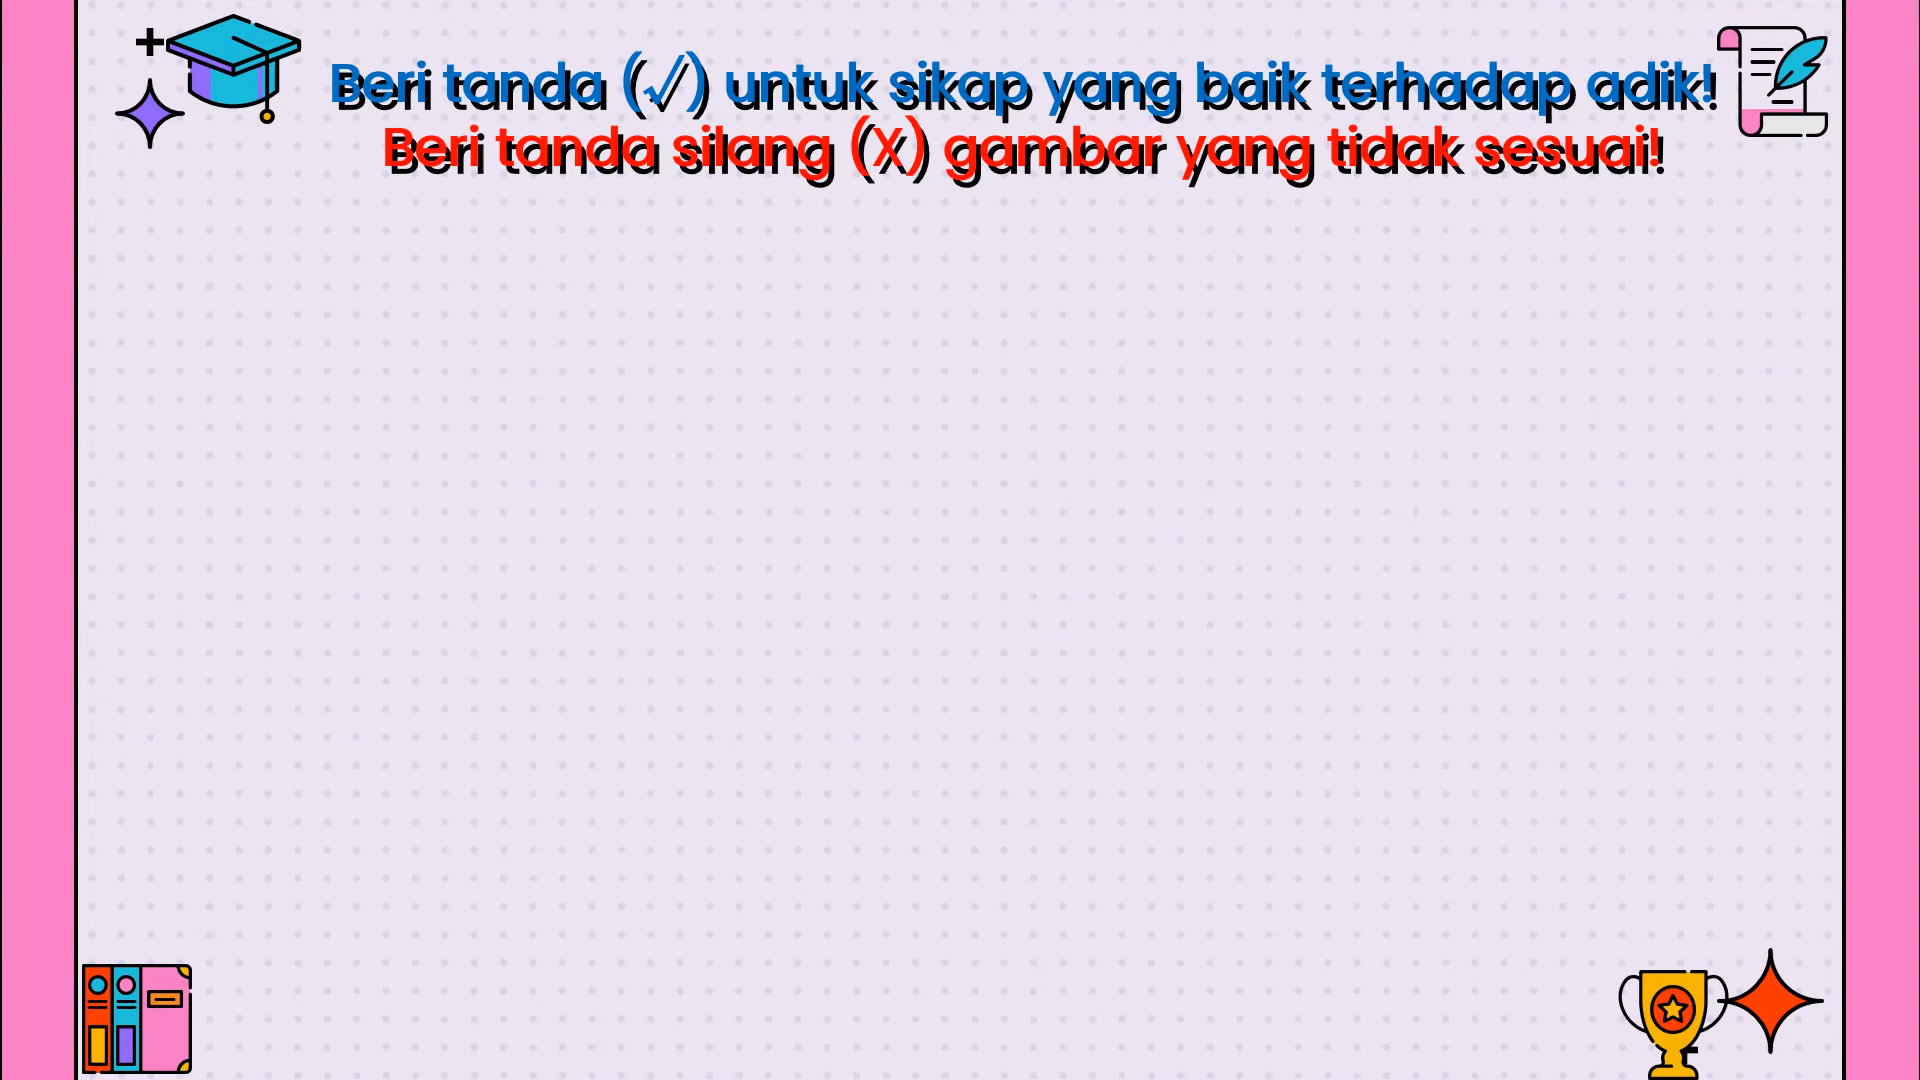 Beri tanda (√) untuk sikap yang baik terhadap adik!
Beri tanda silang (X) gambar yang tidak sesuai!